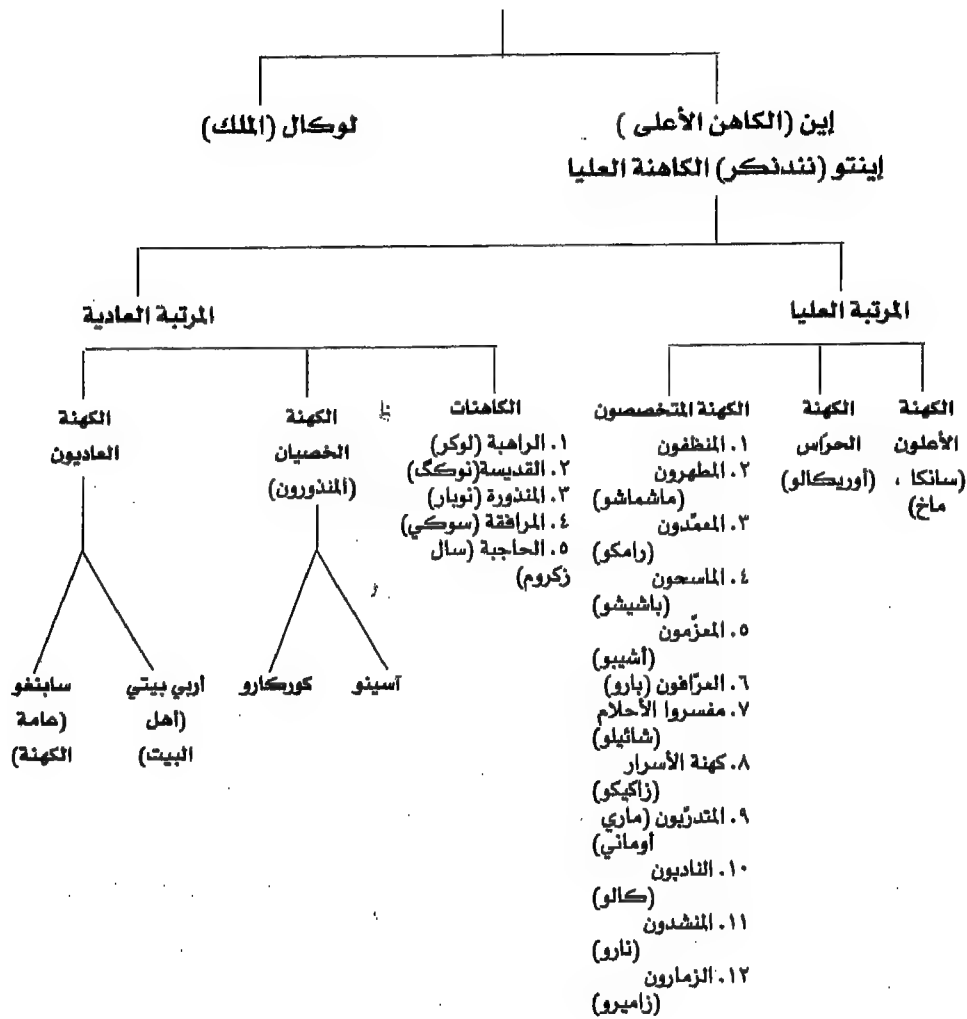 إين (الكاهن الأعلى )
إينتو (نندنكر) الكاهنة العليا
لوكال (الملك)
المرتبة العليا
المرتبة العادية
الكهنة
الأعلون
(سانكا ،
ماخ)
الكهنة
الحرّاس
(أوريكالو)
الكهنة المتخصصون
١. المنظفون
٢. المطهرون
(ماشماشو)
٣. المعمّدون
(رامكو)
٤. الماسحون
(باشيشو)
٥. المعزّمون
(أشيبو)
٦. العرّافون (بارو)
٧. مفسروا الأحلام
(شائيلو)
٨. كهنة الأسرار
(زاكيكو)
٩. المتدرّبون (ماري
أوماني)
١٠. النادبون
(كالو)
١١. المنشدون
(نارو)
١٢. الزمارون
(زاميرو)
الكاهنات
١. الراهبة (لوكر)
٢. القديسة(نوكگ)
٣. المنذورة (نوبار)
٤. المرافقة (سوكي)
٥. الحاجبة (سال
زكروم)
الكهنة
الخصيان
(المنذورون)
آسينو
كوركارو
الكهنة
العاديون
أربي بيتي
(أهل
البيت)
سابنغو
(عامة
الكهنة)